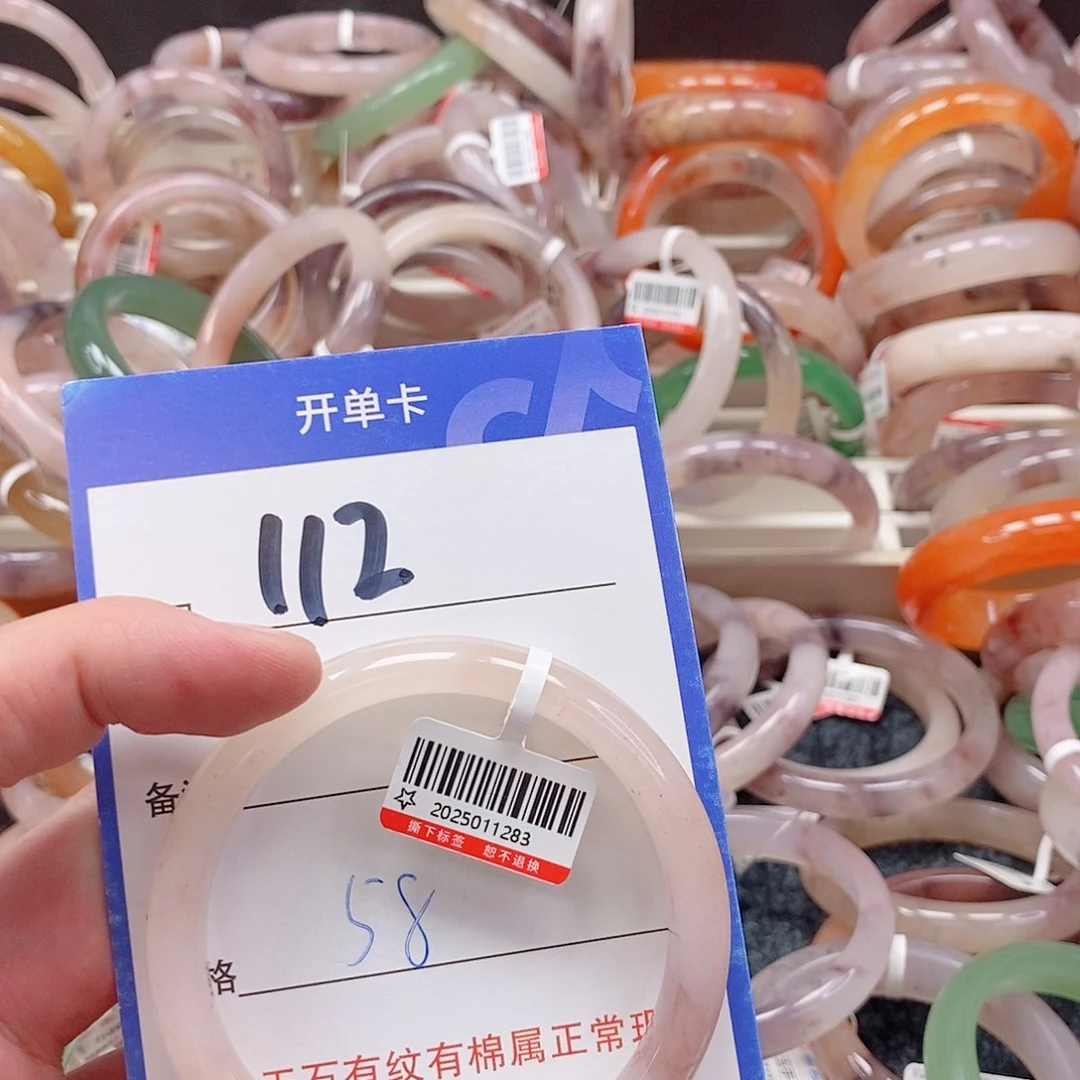 开单卡
112
备
2025011283
撕下标签 恕不退换
58
格
石有纹有棉属正常现